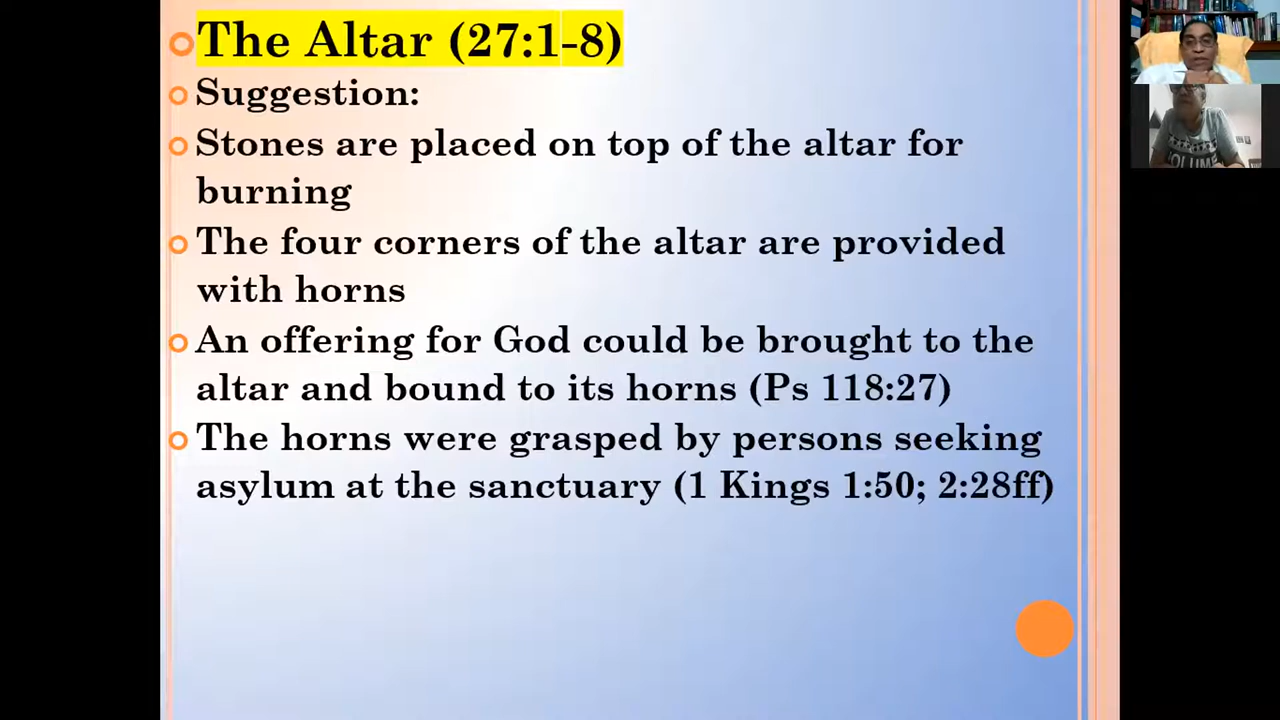 The Altar (27:1-8)
Suggestion:
Stones are placed on top of the altar for
burning
The four corners of the altar are provided
with horns
An offering for God could be brought to the
altar and bound to its horns (Ps 118:27)
The horns were grasped by persons seeking
asylum at the sanctuary (1 Kings 1:50; 2:28ff)
VOLUME